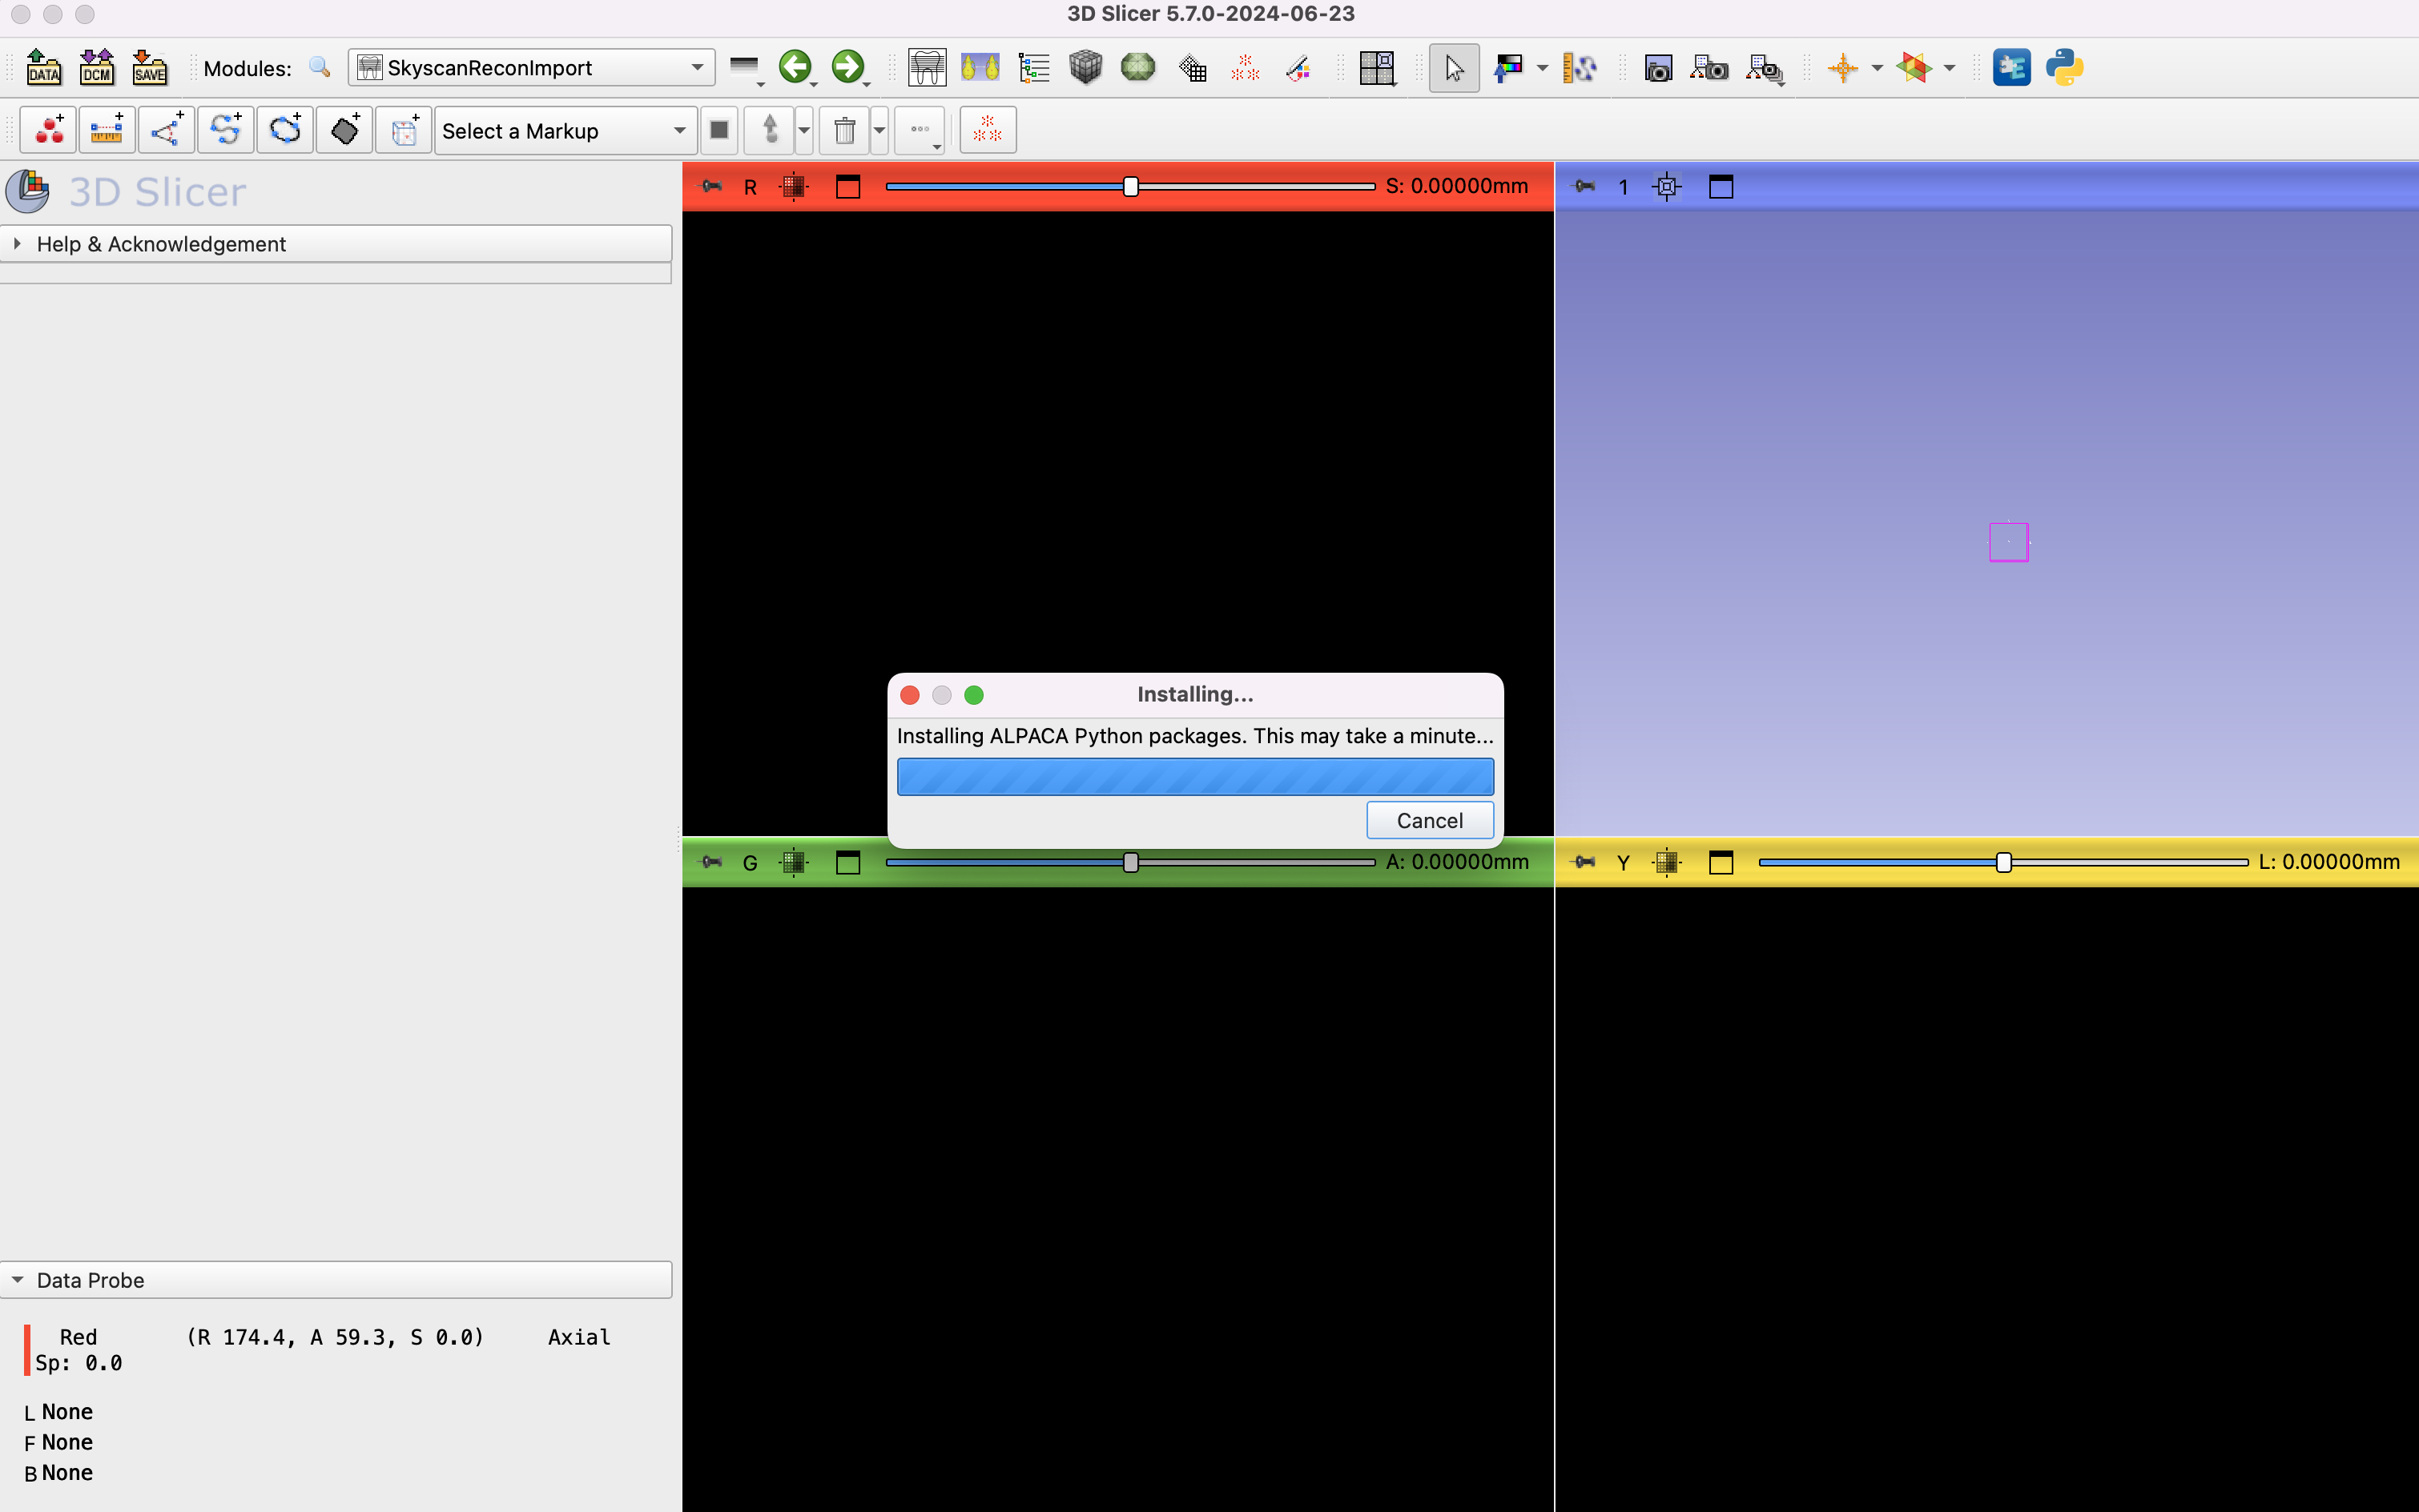 3D Slicer 5.7.0-2024-06-23
DATA
DCM
SAVE
Modules:
SkyscanReconImport
Select a Markup
3D Slicer
Help & Acknowledgement
R
S: 0.00000mm
1
Installing...
Installing ALPACA Python packages. This may take a minute...
Cancel
G
A: 0.00000mm
Y
L: 0.00000mm
Data Probe
Red (R 174.4, A 59.3, S 0.0) Axial
Sp: 0.0
L None
F None
B None